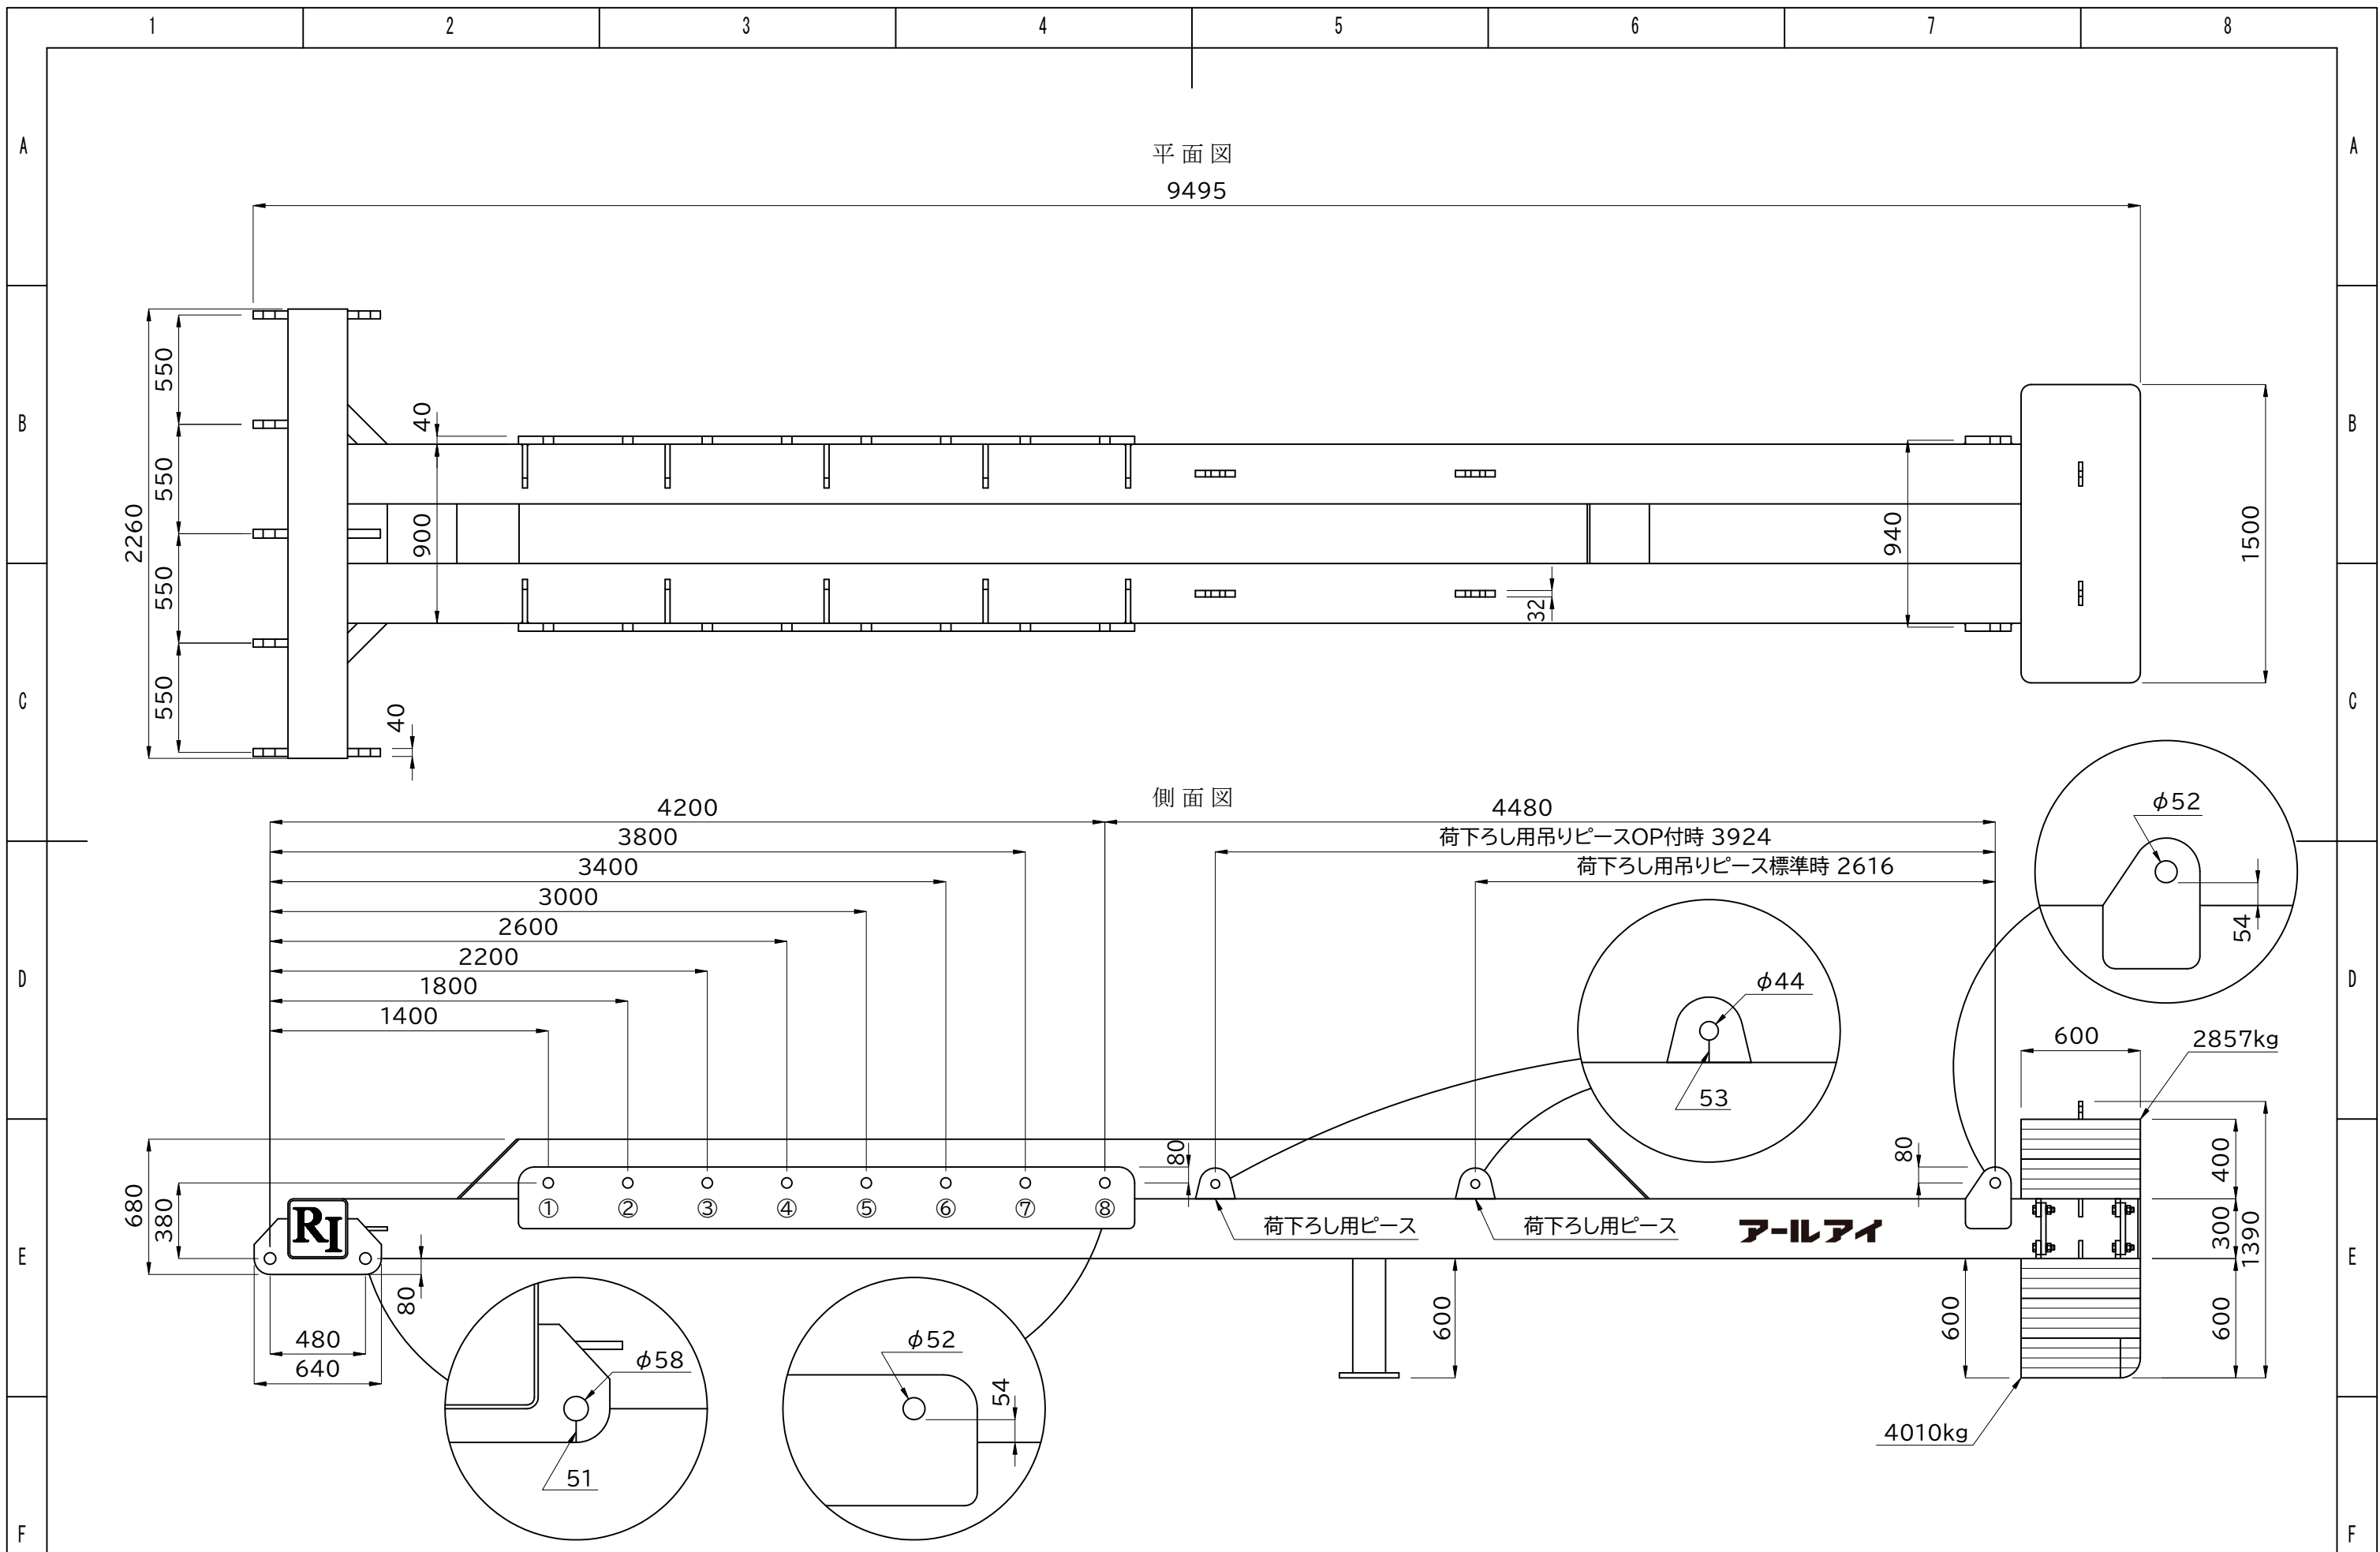 1 2 3 4 5 6 7 8
A A
平面図
9495
550
40
B B
550
2260
900
940
1500
550
32
C C
550
40
側面図
φ52
4200 4480
3800 荷下ろし用吊りピースOP付時 3924
3400 荷下ろし用吊りピース標準時 2616
3000
2600
54
2200
D D
φ44
1800
1400
600 2857kg
53
80 80
400
680
380
① ② ③ ④ ⑤ ⑥ ⑦ ⑧
RI 荷下ろし用ピース 荷下ろし用ピース アールアイ
300
1390
E E
80
600 600 600
480 φ58 φ52
640
54
4010kg
51
F F